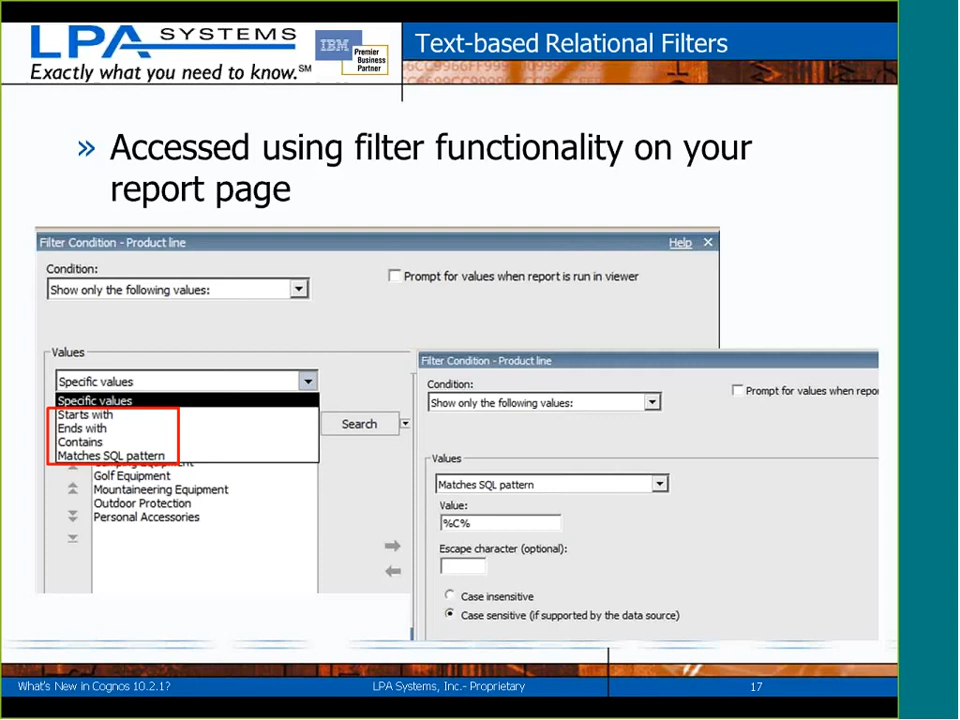 LPA SYSTEMS
Exactly what you need to know.SM
IBM
Premier
Business
Partner
Text-based Relational Filters
» Accessed using filter functionality on your
report page
Filter Condition - Product line
Help
Condition:
Show only the following values:
Prompt for values when report is run in viewer
Values
Specific values
Specific values
Starts with
Ends with
Contains
Matches SQL pattern
Search
Golf Equipment
Mountaineering Equipment
Outdoor Protection
Personal Accessories
Filter Condition - Product line
Condition:
Show only the following values:
Prompt for values when repor
Values
Matches SQL pattern
Value:
%C%
Escape character (optional):
Case insensitive
Case sensitive (if supported by the data source)
What's New in Cognos 10.2.1?
LPA Systems, Inc.- Proprietary
17